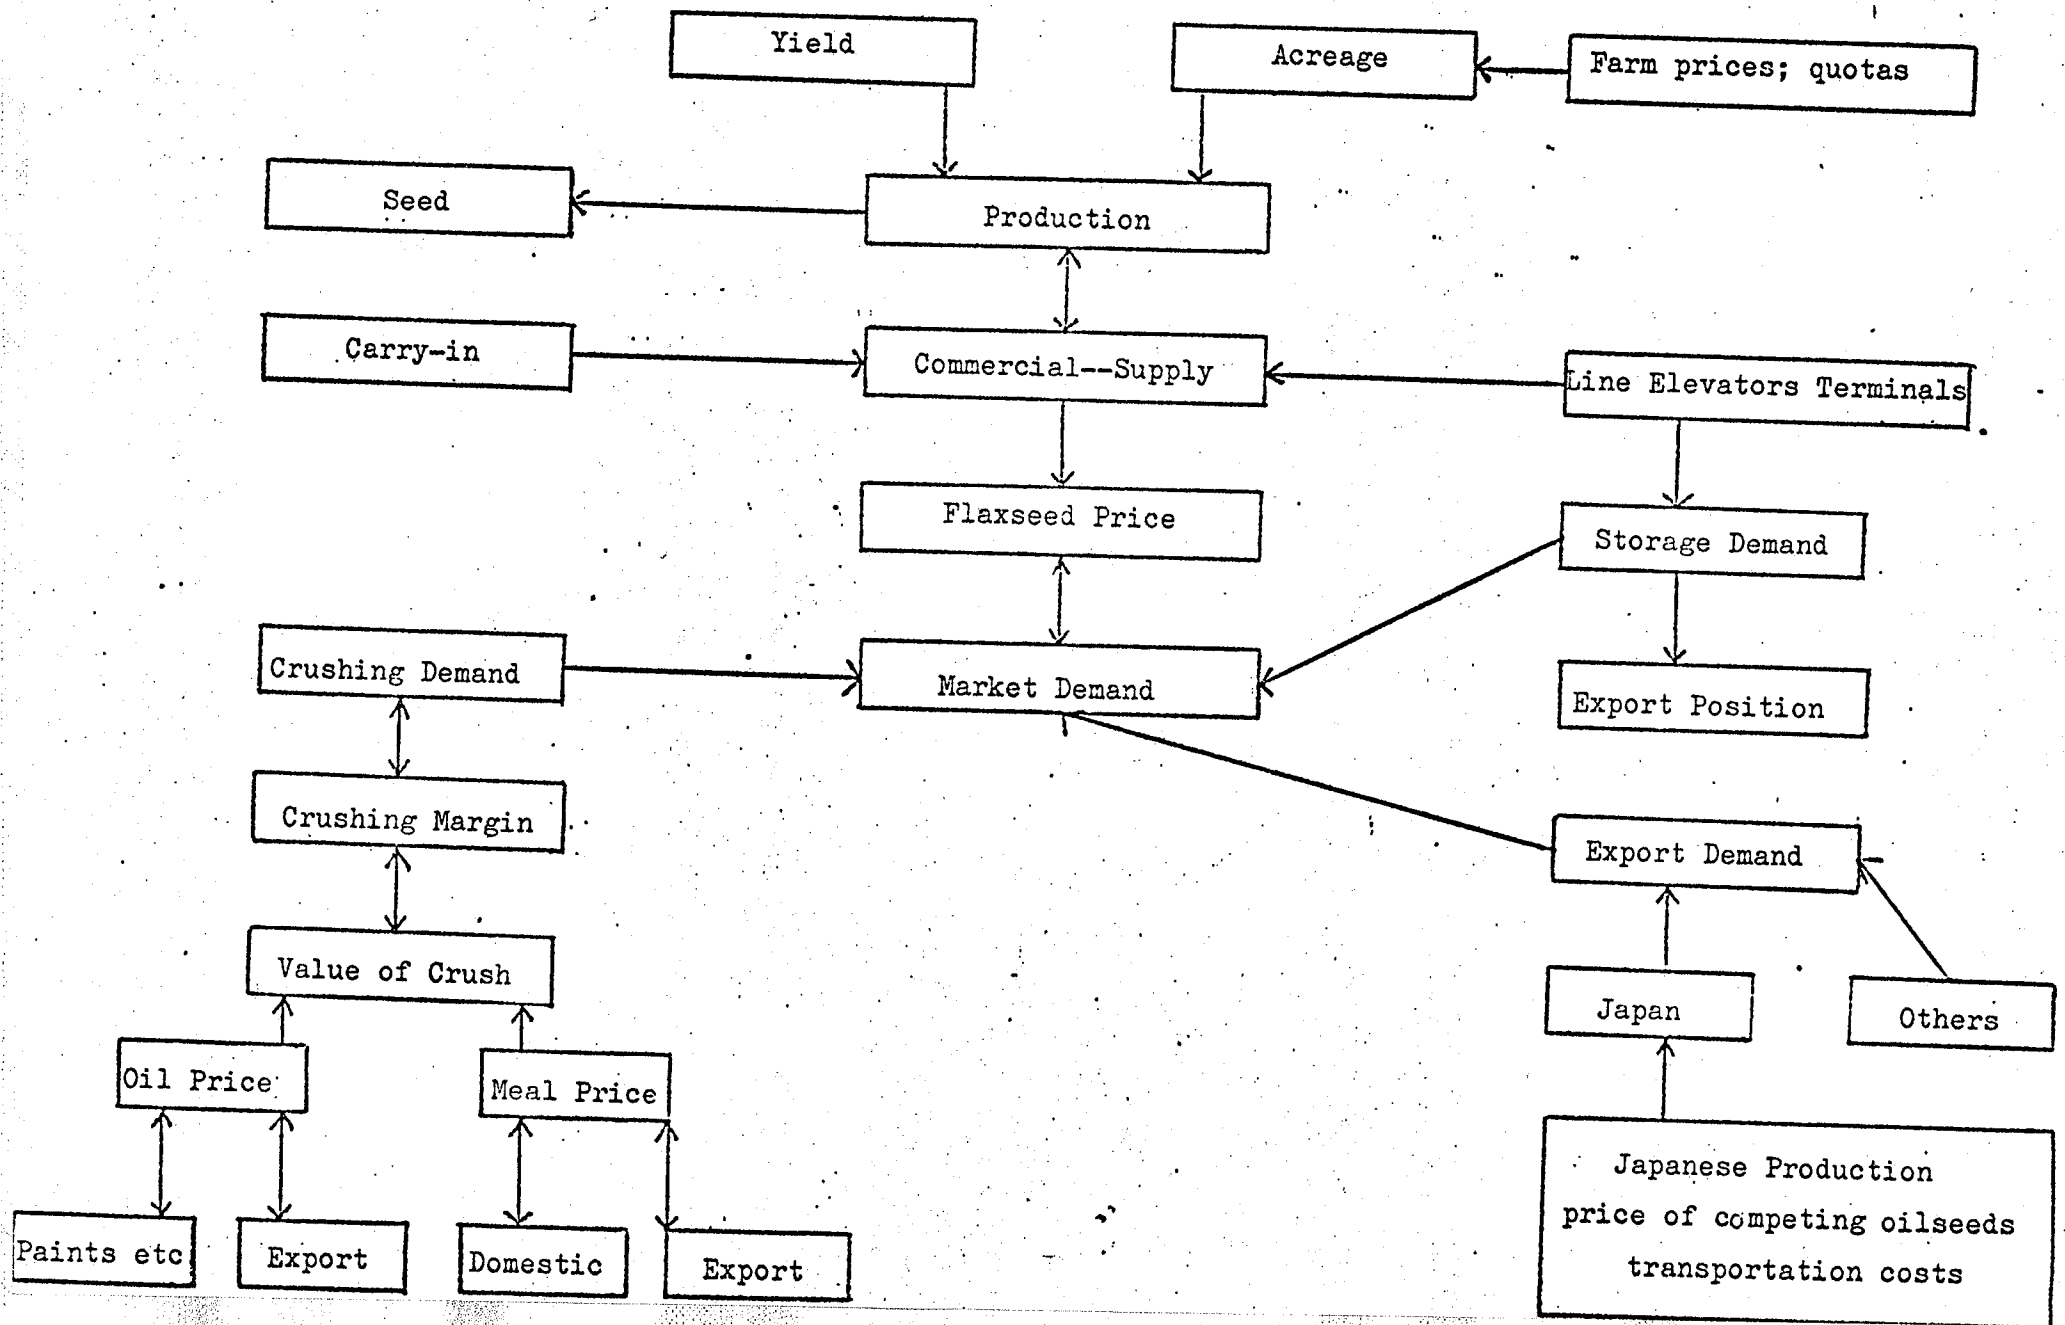 Yield
Acreage
Farm prices; quotas
Seed
Production
Carry-in
Commercial--Supply
Line Elevators Terminals
Flaxseed Price
Storage Demand
Crushing Demand
Market Demand
Export Position
Crushing Margin
Export Demand
Value of Crush
Japan
Others
Oil Price
Meal Price
Japanese Production
price of competing oilseeds
transportation costs
Paints etc
Export
Domestic
Export